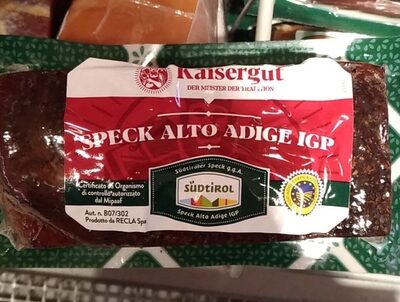 Kaisergut
DER MEISTER DER TRADITION
SPECK ALTO ADIGE IGP
Südtiroler Speck g.g.A.
SÜDTIROL
Speck Alto Adige IGP
Certificato da Organismo
di controllo autorizzato
dal Mipaaf
Aut. n. B07/302
Prodotto da RECLA Spa